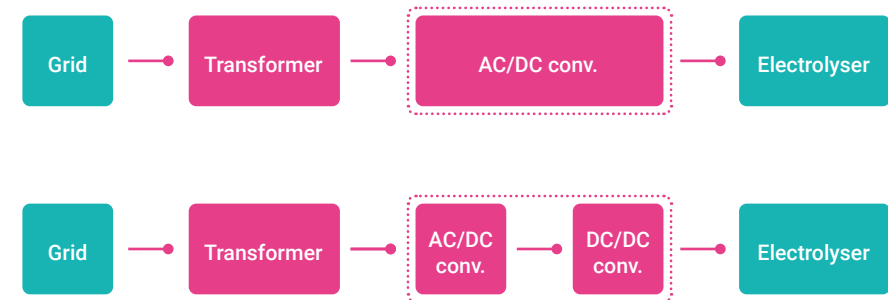 Grid
Transformer
AC/DC conv.
Electrolyser
Grid
Transformer
AC/DC
conv.
DC/DC
conv.
Electrolyser